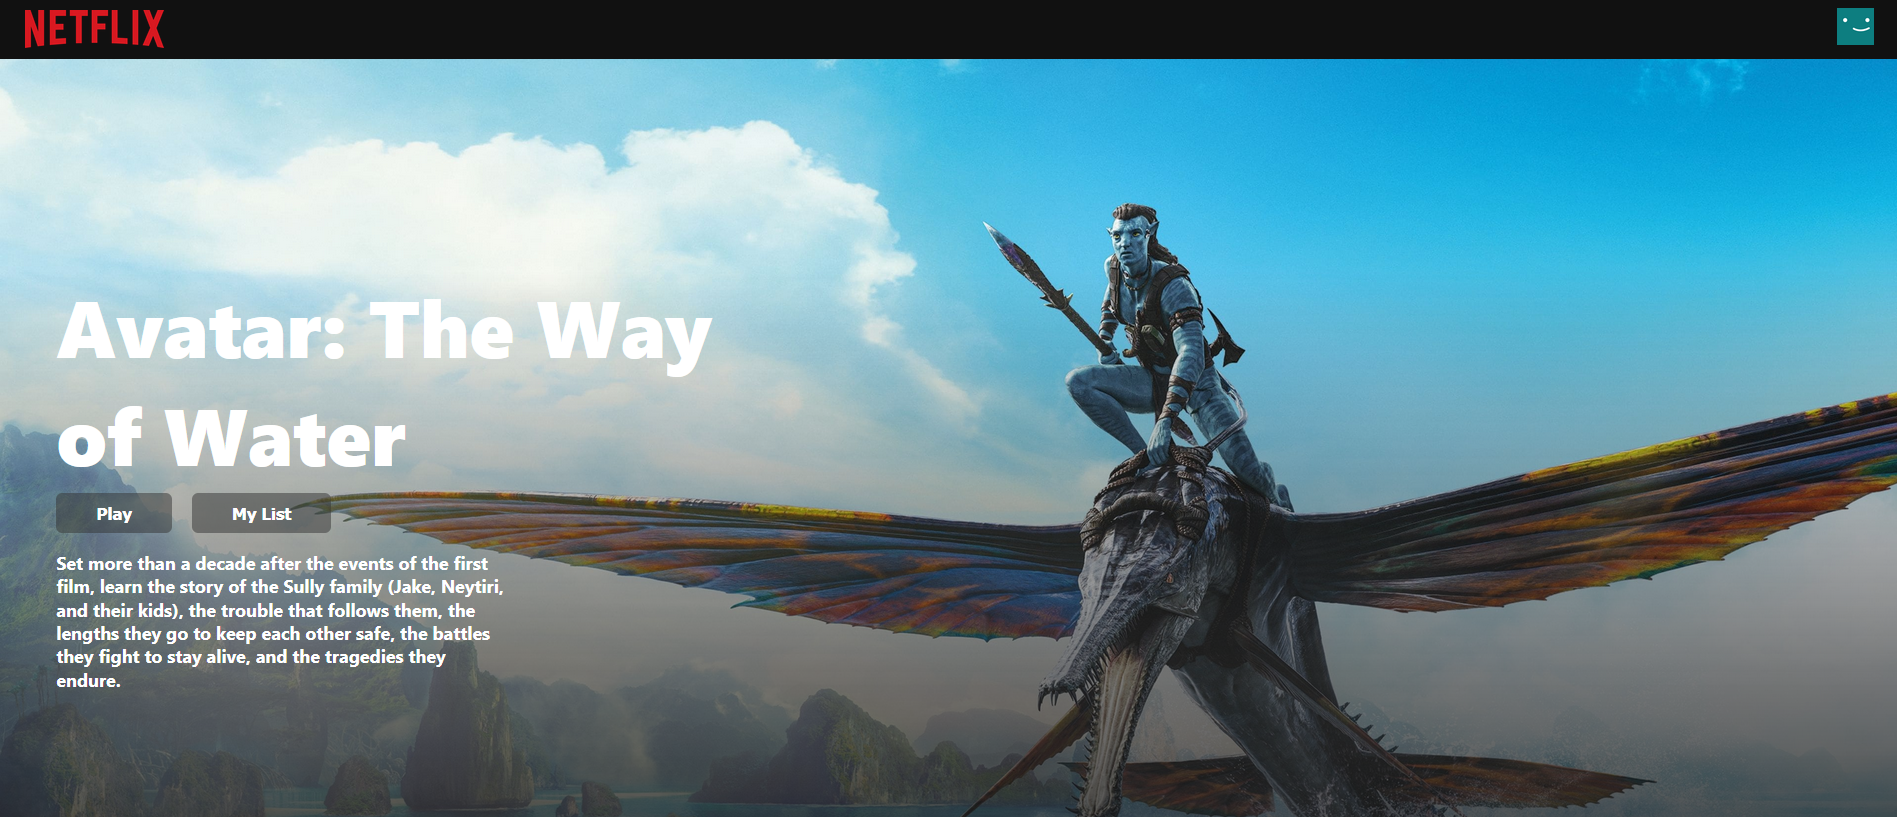 NETFLIX
Avatar: The Way
of Water
Play
My List
Set more than a decade after the events of the first
film, learn the story of the Sully family (Jake, Neytiri,
and their kids), the trouble that follows them, the
lengths they go to keep each other safe, the battles
they fight to stay alive, and the tragedies they
endure.